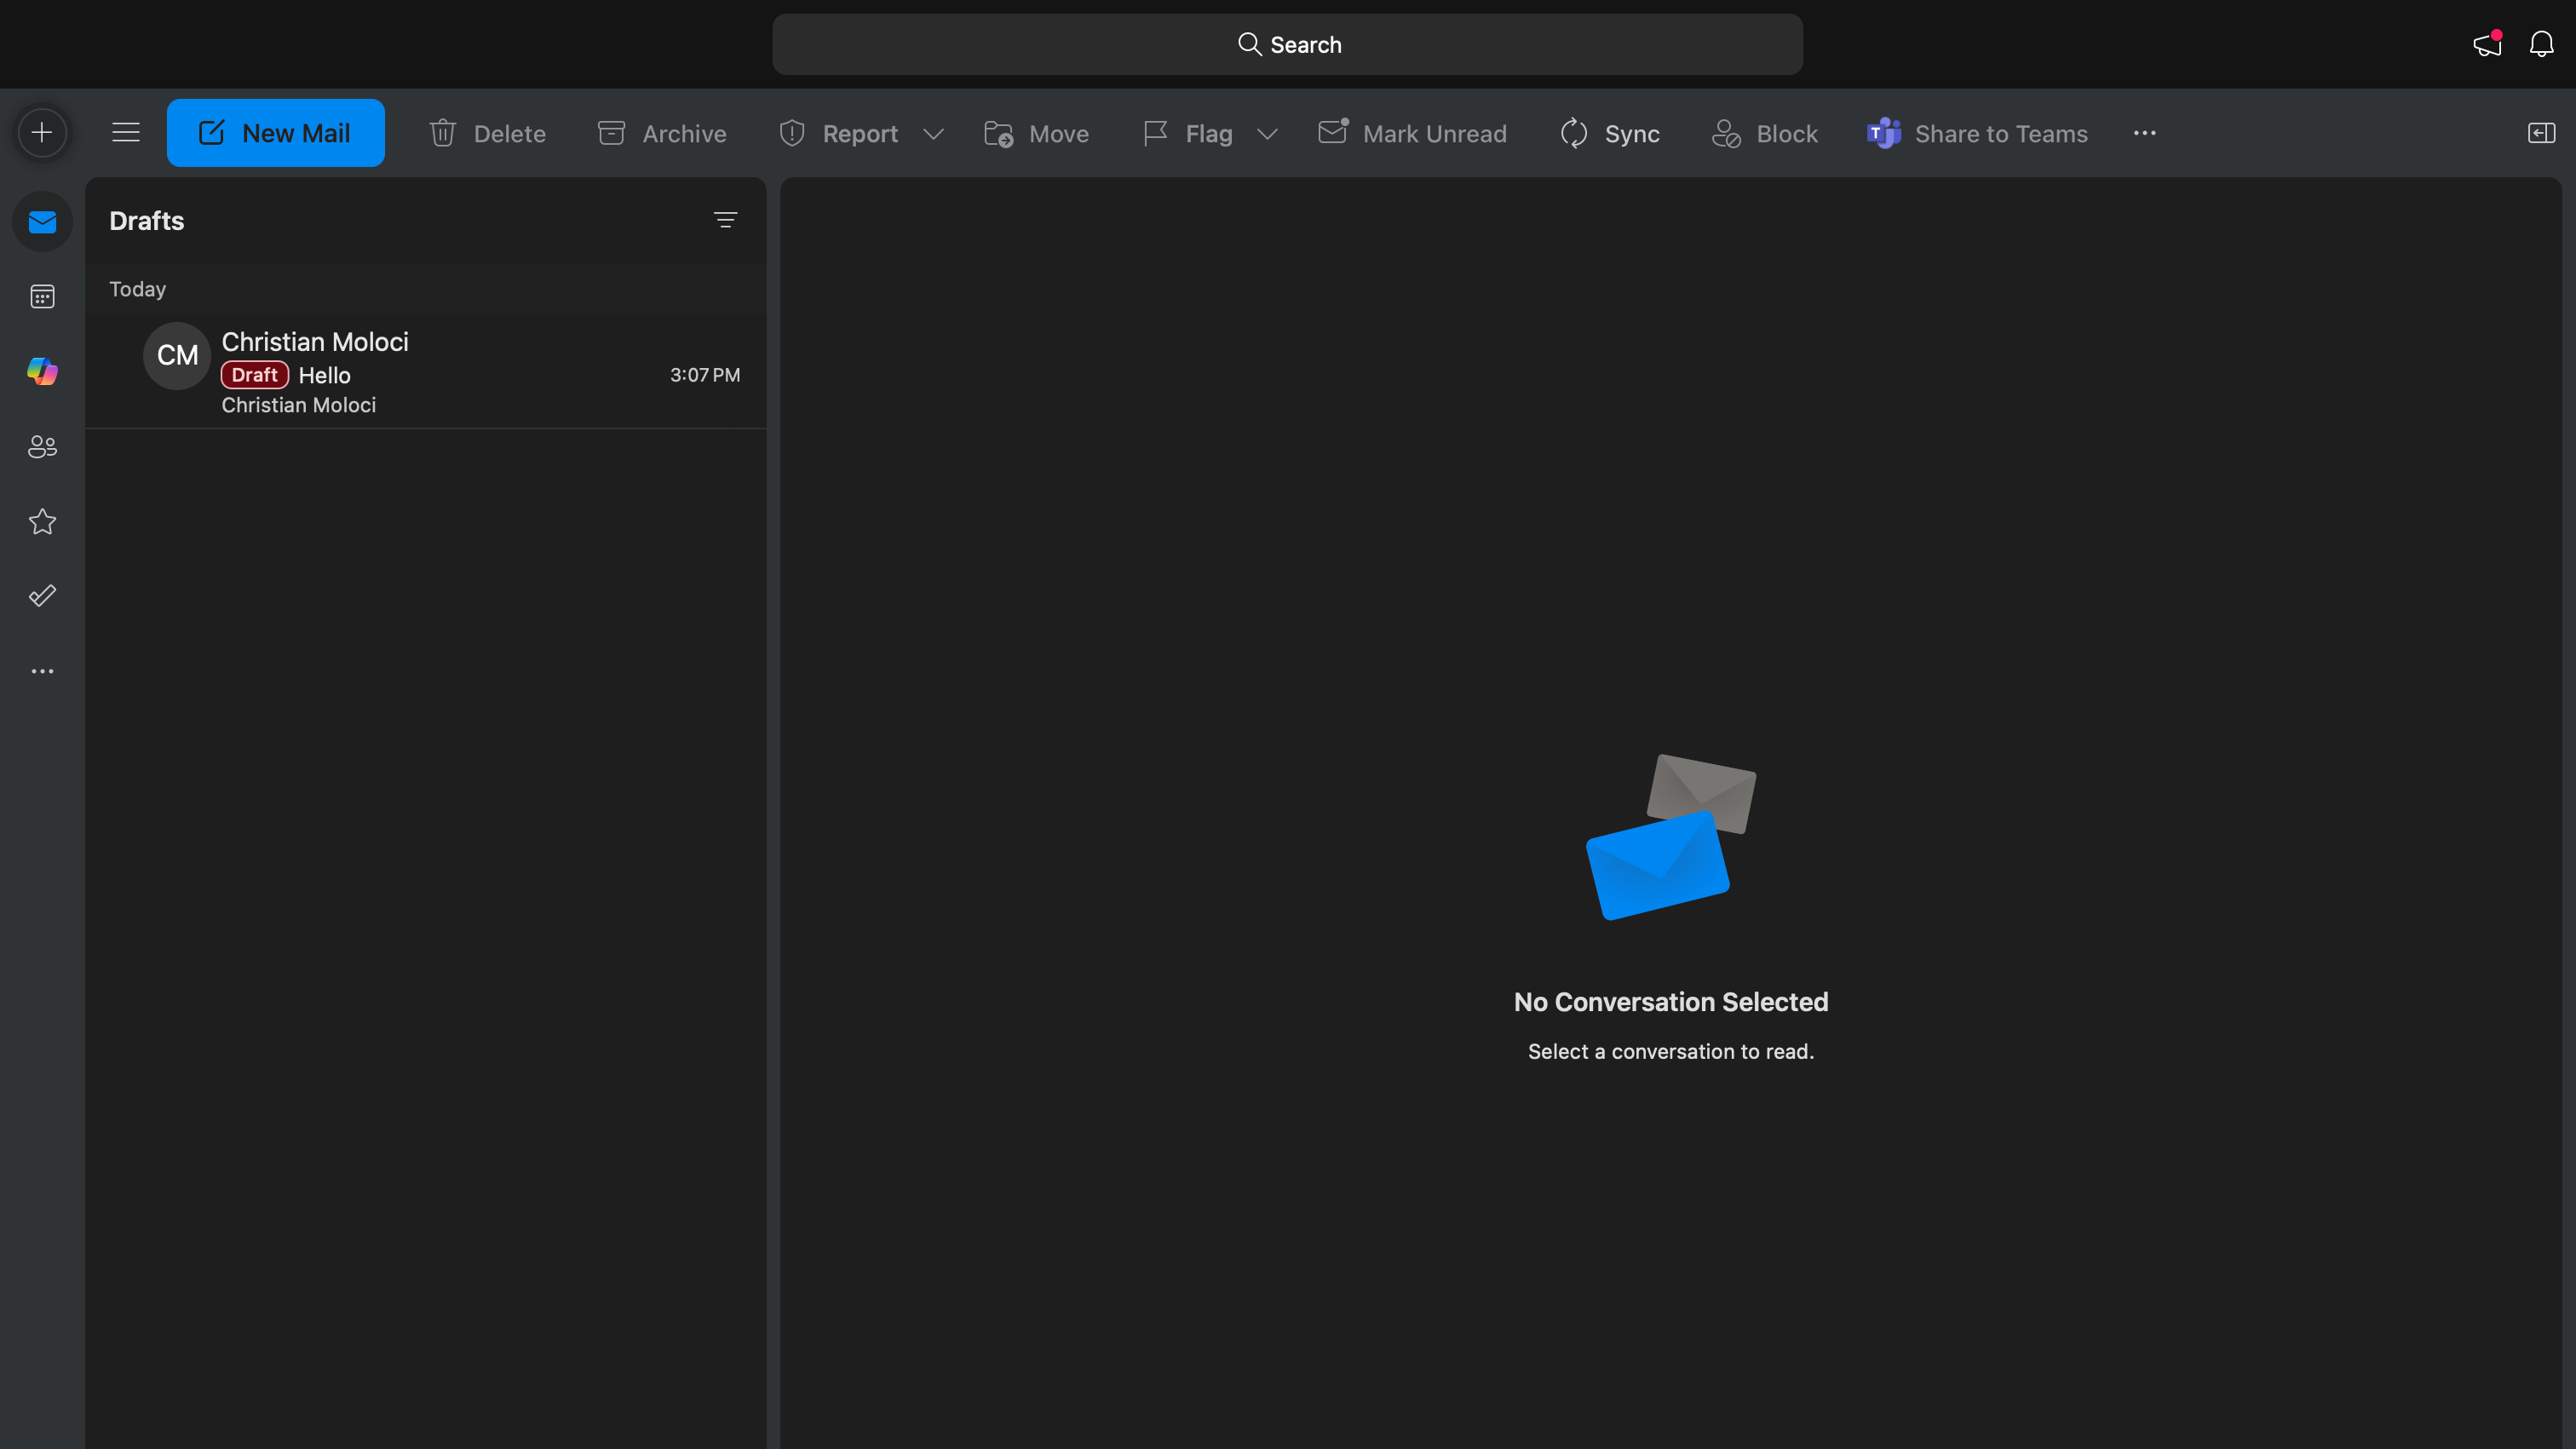 Search
New Mail
Delete
Archive
Report
Move
Flag
Mark Unread
Sync
Block
T
Share to Teams
Drafts
Today
CM
Christian Moloci
Draft Hello
3:07 PM
Christian Moloci
No Conversation Selected
Select a conversation to read.